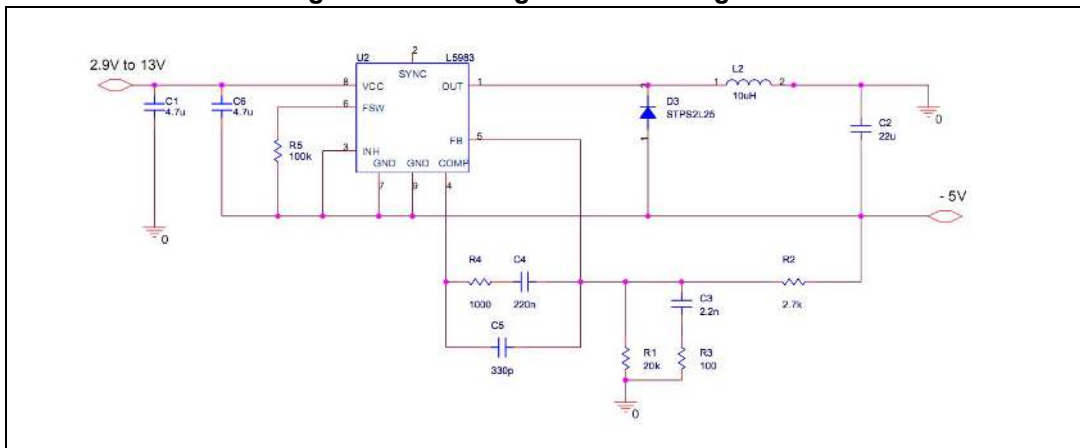 2.9V to 13V
C1
4.7u
0
C6
4.7u
R5
100k
U2
L5983
2
SYNC
8
VCC
6
FSW
3
INH
GND
7
GND
9
COMP
4
OUT
1
FB
5
2
D3
STPS2L25
1
L2
1
2
10uH
0
C2
22u
- 5V
R4
1000
C4
220n
C5
330p
C3
2.2n
R2
2.7k
R1
20k
R3
100
0